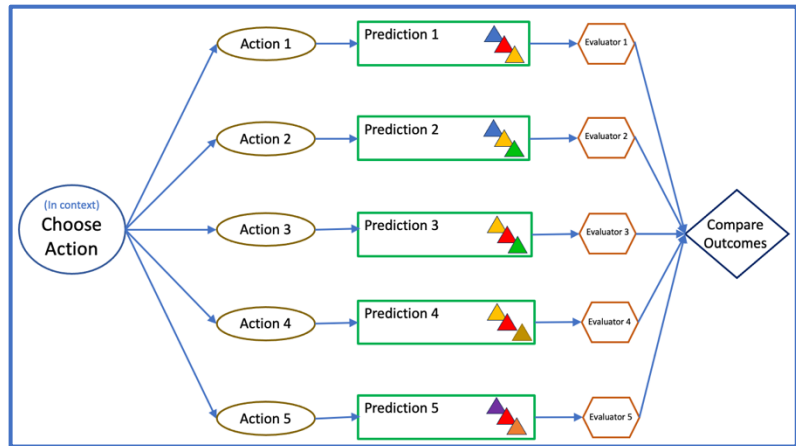 (In context)
Choose
Action
Action 1
Prediction 1
Evaluator 1
Action 2
Prediction 2
Evaluator 2
Action 3
Prediction 3
Evaluator 3
Action 4
Prediction 4
Evaluator 4
Action 5
Prediction 5
Evaluator 5
Compare
Outcomes